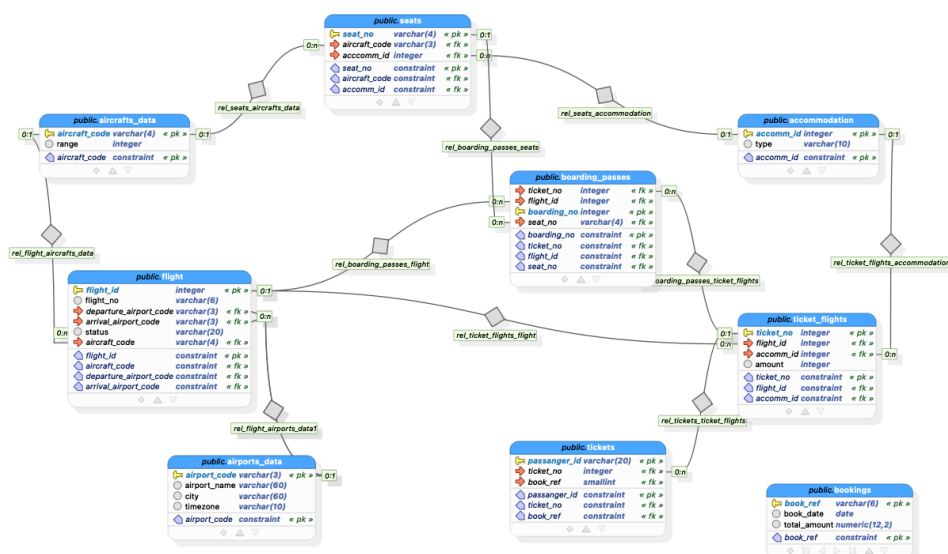 public.seats
seat_no varchar(4) « pk »
aircraft_code varchar(3) « fk »
acccomm_id integer « fk »
seat_no constraint « pk »
aircraft_code constraint « fk »
accomm_id constraint « fk »
0:n
0:1
0:n
rel_seats_aircrafts_data
rel_seats_accommodation
public.aircrafts_data
aircraft_code varchar(4) « pk »
range integer
aircraft_code constraint « pk »
0:1
0:1
rel_boarding_passes_seats
public.accommodation
accomm_id integer « pk »
type varchar(10)
accomm_id constraint « pk »
0:1
0:1
public.boarding_passes
ticket_no integer « fk »
flight_id integer « fk »
boarding_no integer « pk »
seat_no varchar(4) « fk »
boarding_no constraint « pk »
ticket_no constraint « fk »
flight_id constraint « fk »
seat_no constraint « fk »
0:n
0:n
0:n
rel_flight_aircrafts_data
rel_boarding_passes_flight
boarding_passes_ticket_flights
rel_ticket_flights_accommodation
public.flight
flight_id integer « pk »
flight_no varchar(6)
departure_airport_code varchar(3) « fk »
arrival_airport_code varchar(3) « fk »
status varchar(20)
aircraft_code varchar(4) « fk »
flight_id constraint « pk »
aircraft_code constraint « fk »
departure_airport_code constraint « fk »
arrival_airport_code constraint « fk »
0:1
0:n
0:n
rel_ticket_flights_flight
public.ticket_flights
ticket_no integer « pk »
flight_id integer « fk »
accomm_id integer « fk »
amount integer
ticket_no constraint « pk »
flight_id constraint « fk »
accomm_id constraint « fk »
0:1
0:n
0:n
rel_flight_airports_data1
rel_tickets_ticket_flights
public.airports_data
airport_code varchar(3) « pk »
airport_name varchar(60)
city varchar(60)
timezone varchar(10)
airport_code constraint « pk »
0:1
public.tickets
passanger_id varchar(20) « pk »
ticket_no integer « fk »
book_ref smallint « fk »
passanger_id constraint « pk »
ticket_no constraint « fk »
book_ref constraint « fk »
0:n
public.bookings
book_ref varchar(6) « pk »
book_date date
total_amount numeric(12,2)
book_ref constraint « pk »